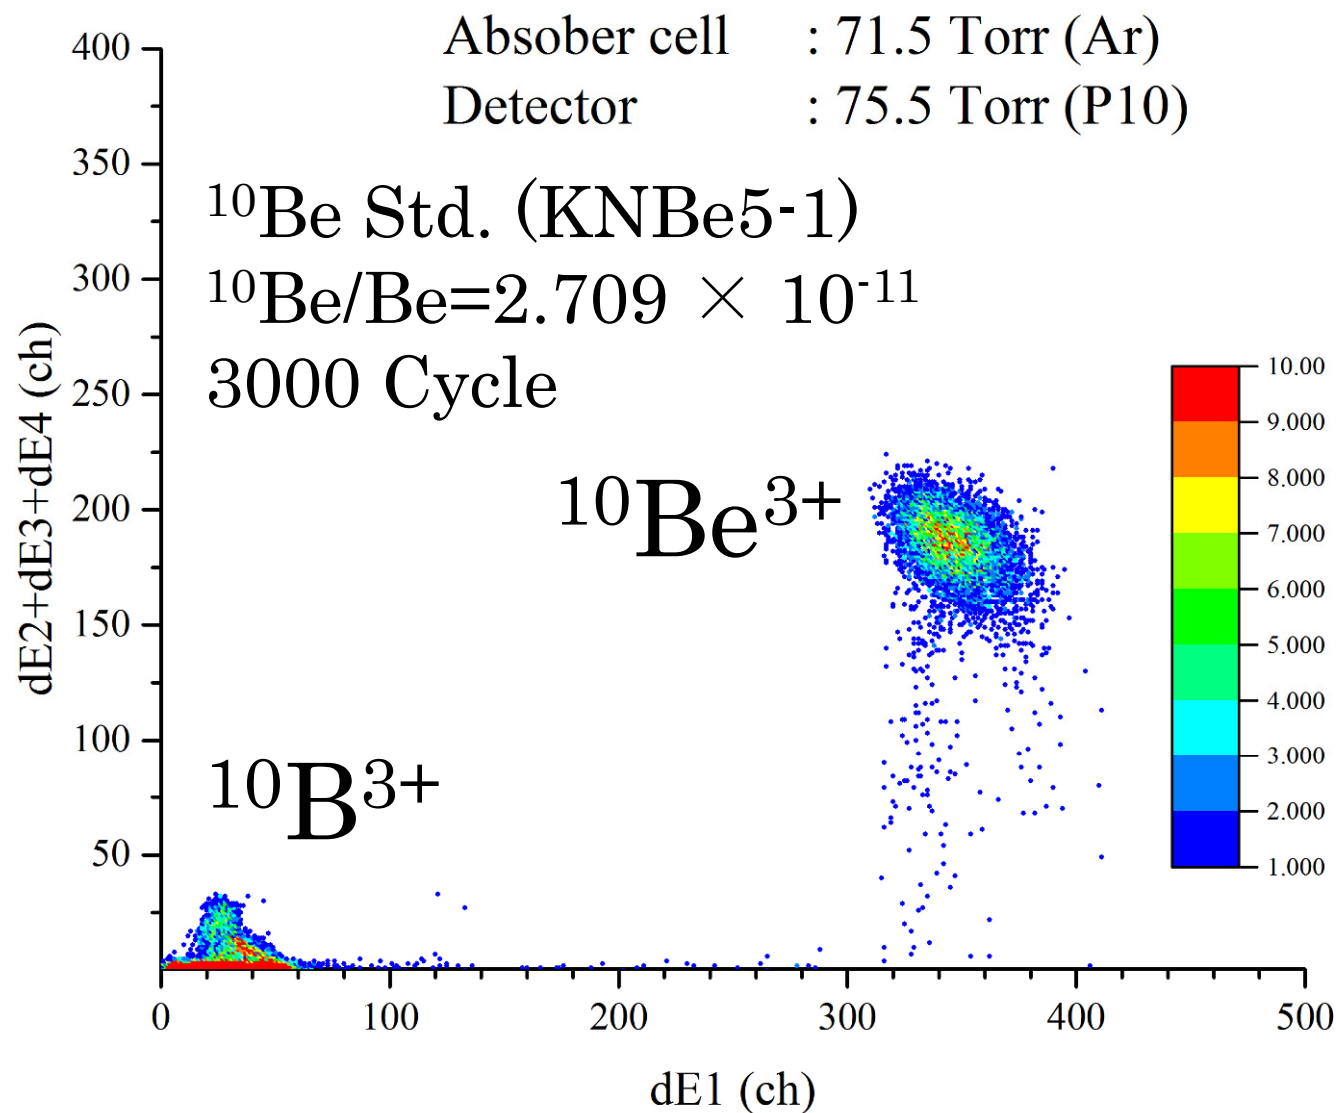 Absober cell : 71.5 Torr (Ar)
Detector : 75.5 Torr (P10)
¹⁰Be Std. (KNBe5-1)
¹⁰Be/Be=2.709 × 10⁻¹¹
3000 Cycle
¹⁰Be³⁺
¹⁰B³⁺
dE2+dE3+dE4 (ch)
400
350
300
250
200
150
100
50
0
100
200
300
400
500
dE1 (ch)
10.00
9.000
8.000
7.000
6.000
5.000
4.000
3.000
2.000
1.000